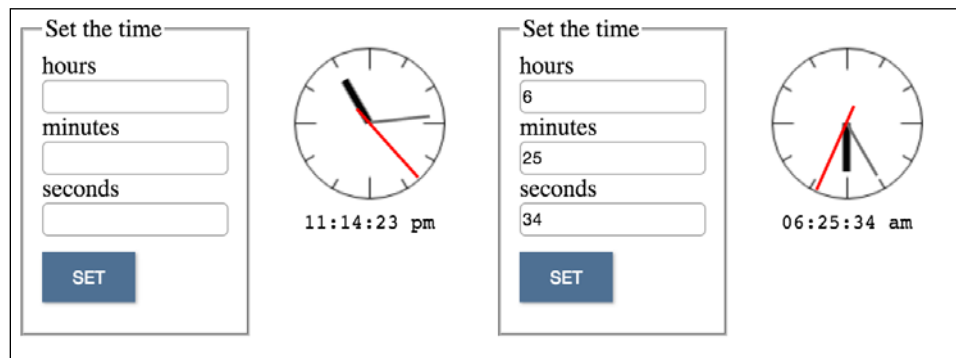 Set the time
hours
minutes
seconds
SET
11:14:23 pm
Set the time
hours
6
minutes
25
seconds
34
SET
06:25:34 am